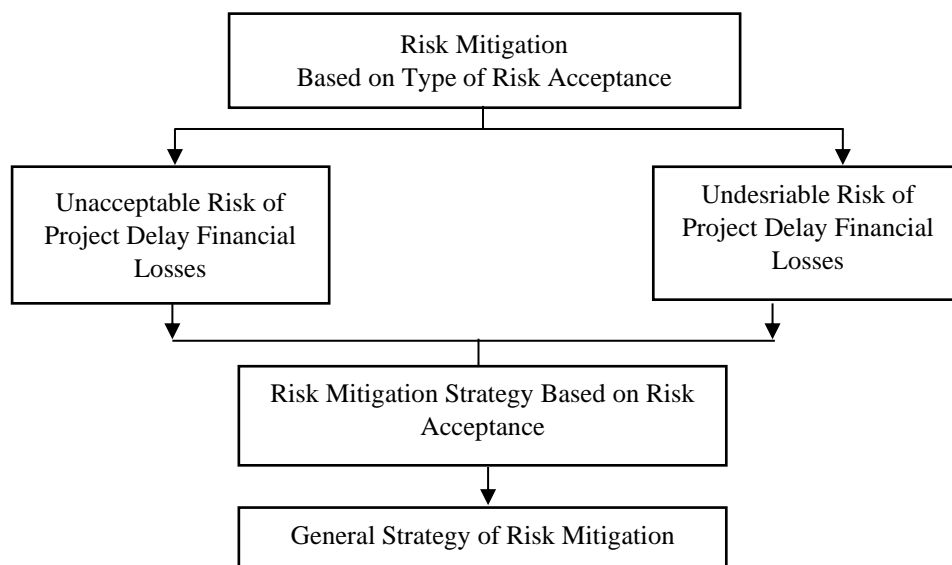 Risk Mitigation
Based on Type of Risk Acceptance
Unacceptable Risk of
Project Delay Financial
Losses
Undesriable Risk of
Project Delay Financial
Losses
Risk Mitigation Strategy Based on Risk
Acceptance
General Strategy of Risk Mitigation